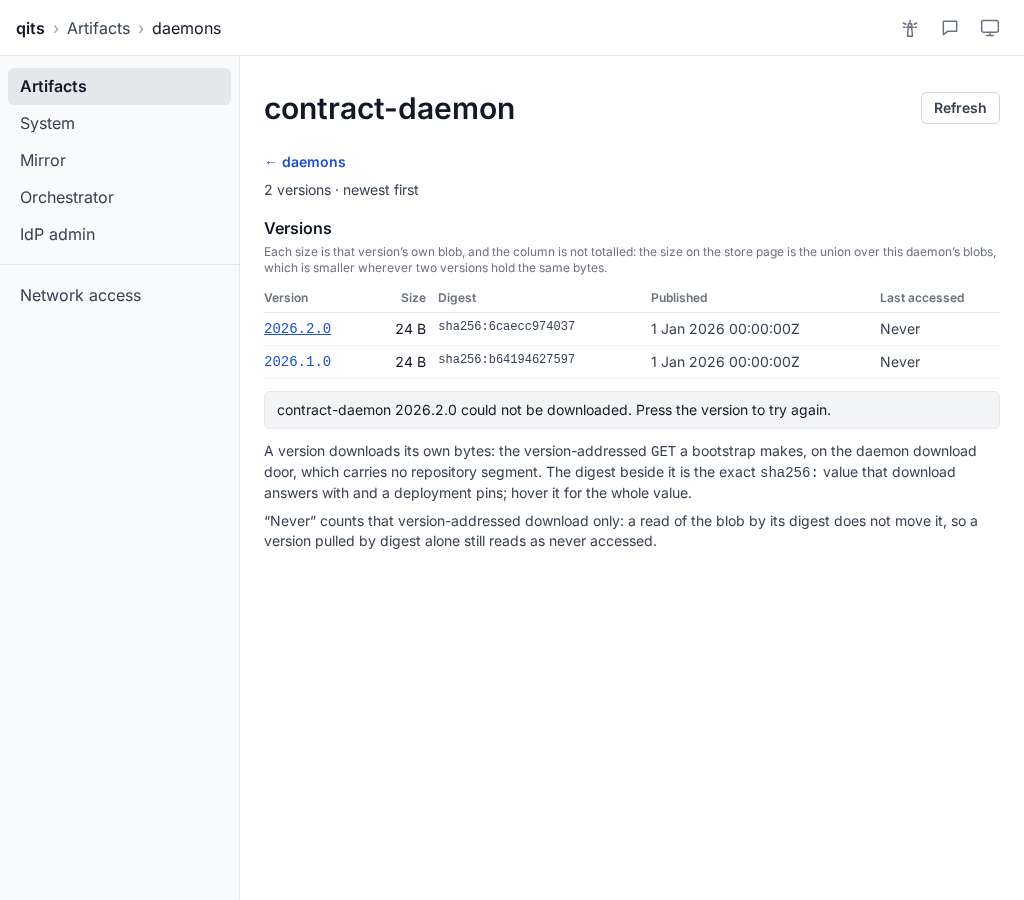 qits › Artifacts › daemons
Artifacts
System
Mirror
Orchestrator
IdP admin
Network access
contract-daemon
Refresh
← daemons
2 versions · newest first
Versions
Each size is that version’s own blob, and the column is not totalled: the size on the store page is the union over this daemon’s blobs,
which is smaller wherever two versions hold the same bytes.
Version Size Digest Published Last accessed
2026.2.0 24 B sha256:6caecc974037 1 Jan 2026 00:00:00Z Never
2026.1.0 24 B sha256:b64194627597 1 Jan 2026 00:00:00Z Never
contract-daemon 2026.2.0 could not be downloaded. Press the version to try again.
A version downloads its own bytes: the version-addressed GET a bootstrap makes, on the daemon download
door, which carries no repository segment. The digest beside it is the exact sha256: value that download
answers with and a deployment pins; hover it for the whole value.
“Never” counts that version-addressed download only: a read of the blob by its digest does not move it, so a
version pulled by digest alone still reads as never accessed.